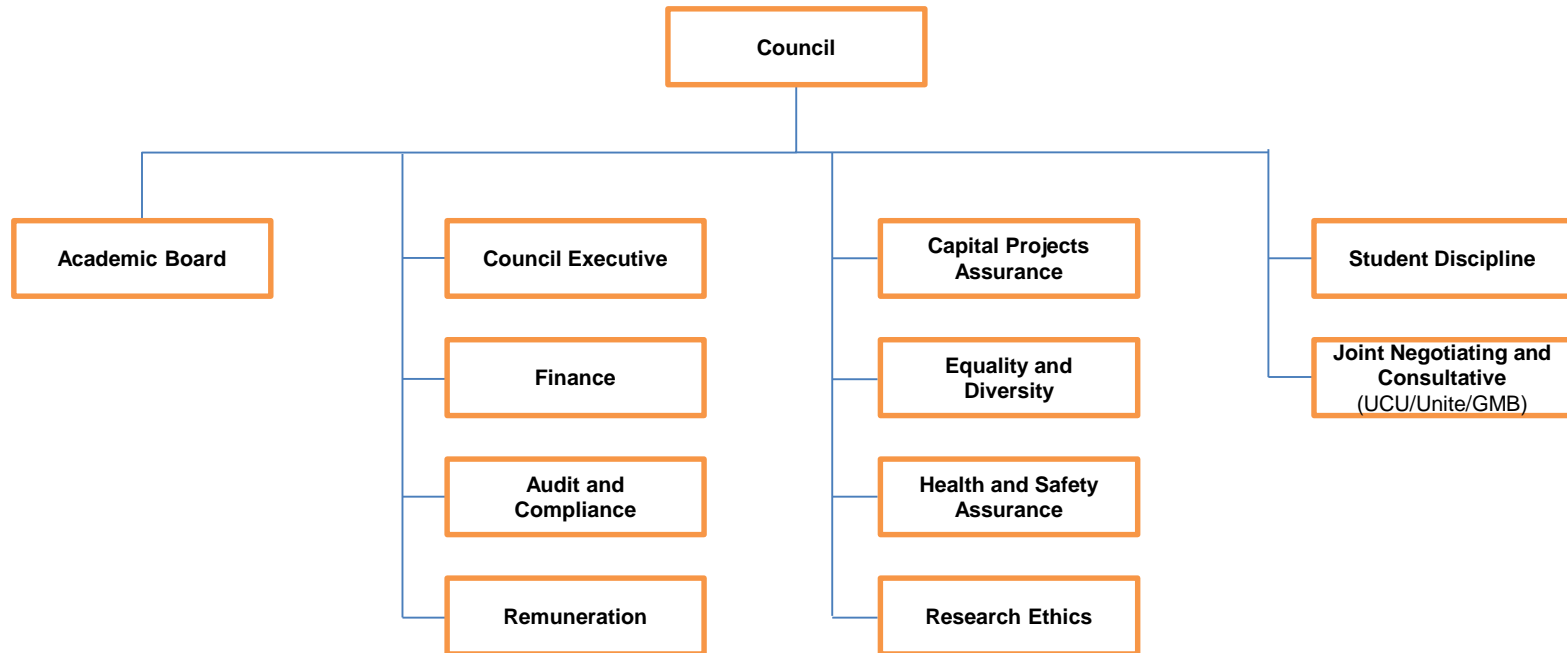 Council
Academic Board
Council Executive
Finance
Audit and
Compliance
Remuneration
Capital Projects
Assurance
Equality and
Diversity
Health and Safety
Assurance
Research Ethics
Student Discipline
Joint Negotiating and
Consultative
(UCU/Unite/GMB)